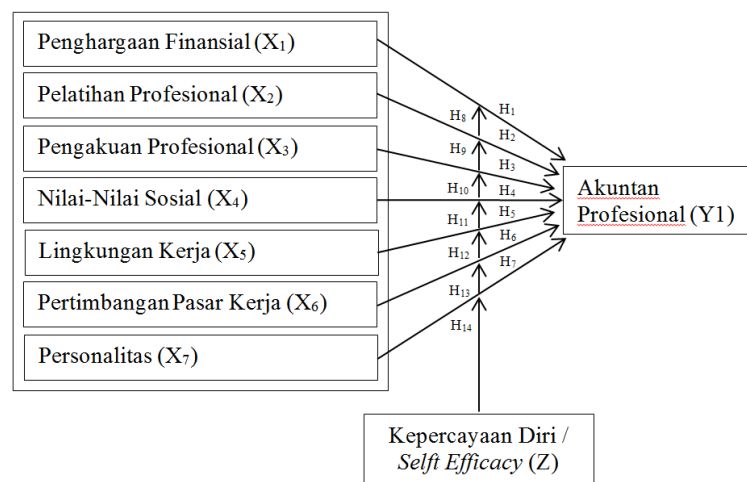 Penghargaan Finansial (X₁)
Pelatihan Profesional (X₂)
Pengakuan Profesional (X₃)
Nilai-Nilai Sosial (X₄)
Lingkungan Kerja (X₅)
Pertimbangan Pasar Kerja (X₆)
Personalitas (X₇)
H₁
H₂
H₃
H₄
H₅
H₆
H₇
H₈
H₉
H₁₀
H₁₁
H₁₂
H₁₃
H₁₄
Akuntan
Profesional (Y1)
Kepercayaan Diri /
Selft Efficacy (Z)